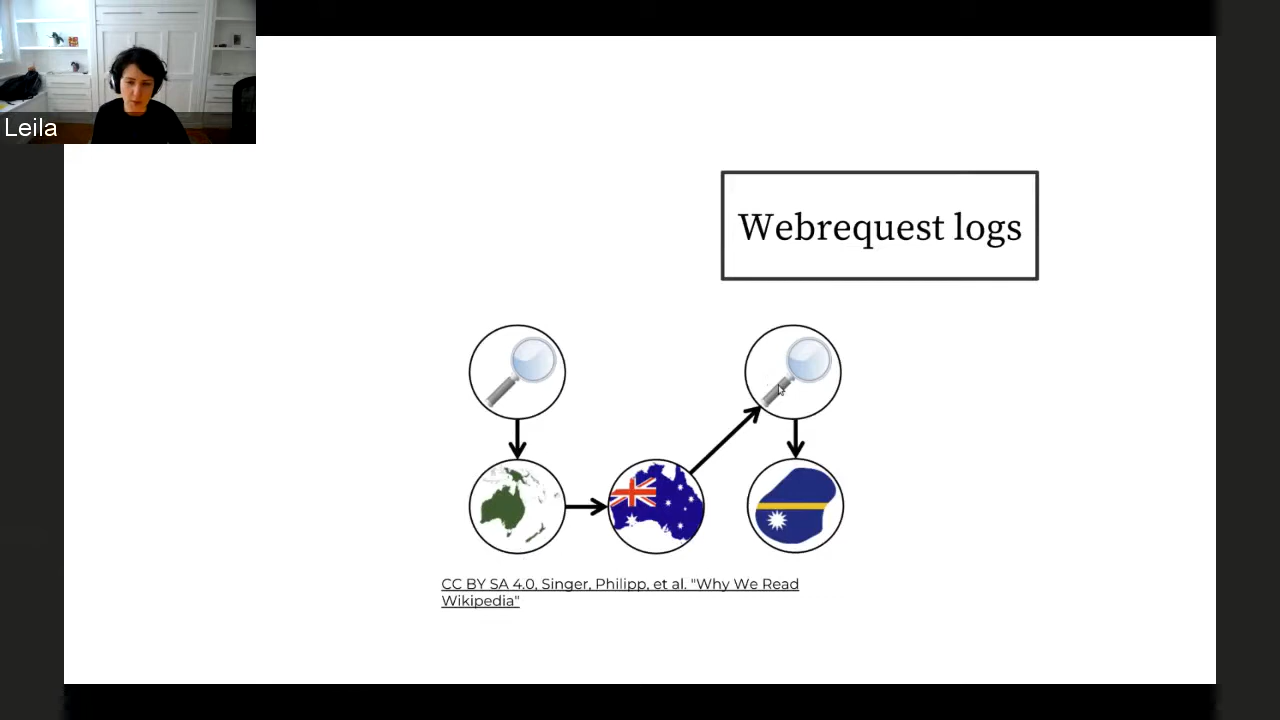 Leila
Webrequest logs
CC BY SA 4.0, Singer, Philipp, et al. "Why We Read
Wikipedia"